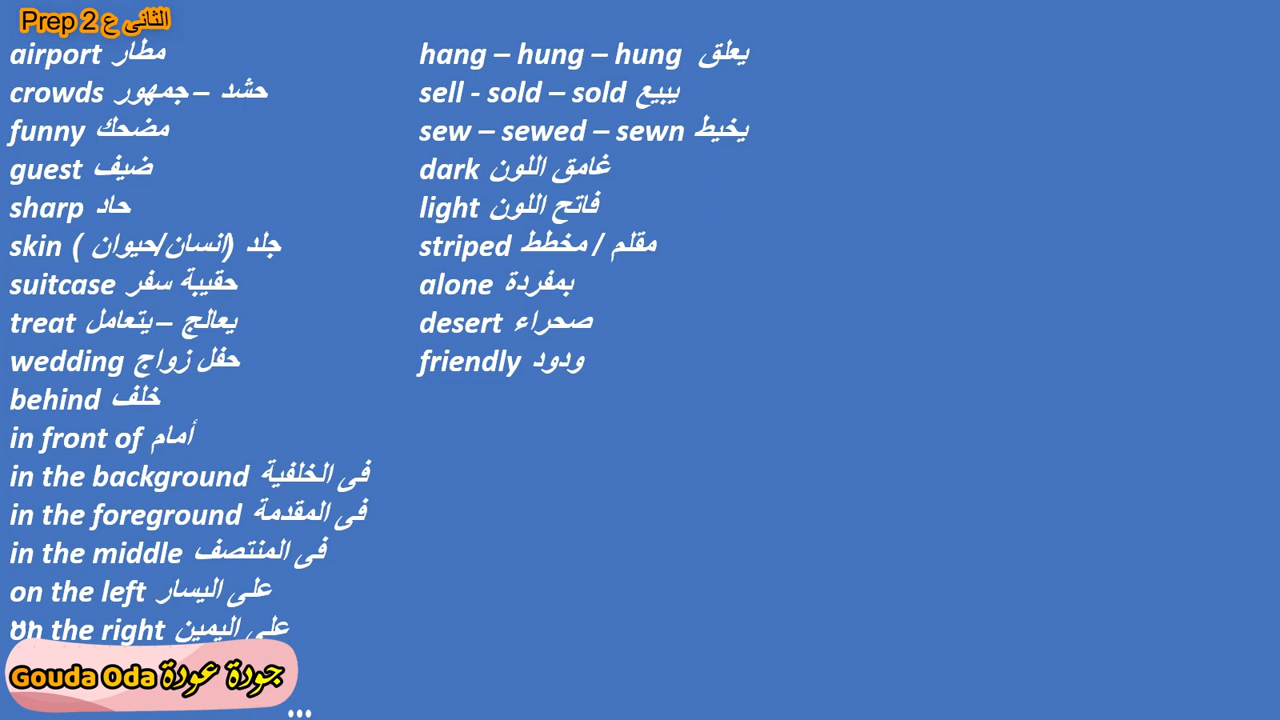 Prep 2 الثانى ع
airport مطار
crowds حشد – جمهور
funny مضحك
guest ضيف
sharp حاد
skin ( جلد (انسان/حيوان
suitcase حقيبة سفر
treat يعالج – يتعامل
wedding حفل زواج
behind خلف
in front of أمام
in the background فى الخلفية
in the foreground فى المقدمة
in the middle فى المنتصف
on the left على اليسار
on the right على اليمين
hang – hung – hung يعلق
sell - sold – sold يبيع
sew – sewed – sewn يخيط
dark غامق اللون
light فاتح اللون
striped مقلم / مخطط
alone بمفردة
desert صحراء
friendly ودود
Gouda Oda جودة عودة
...